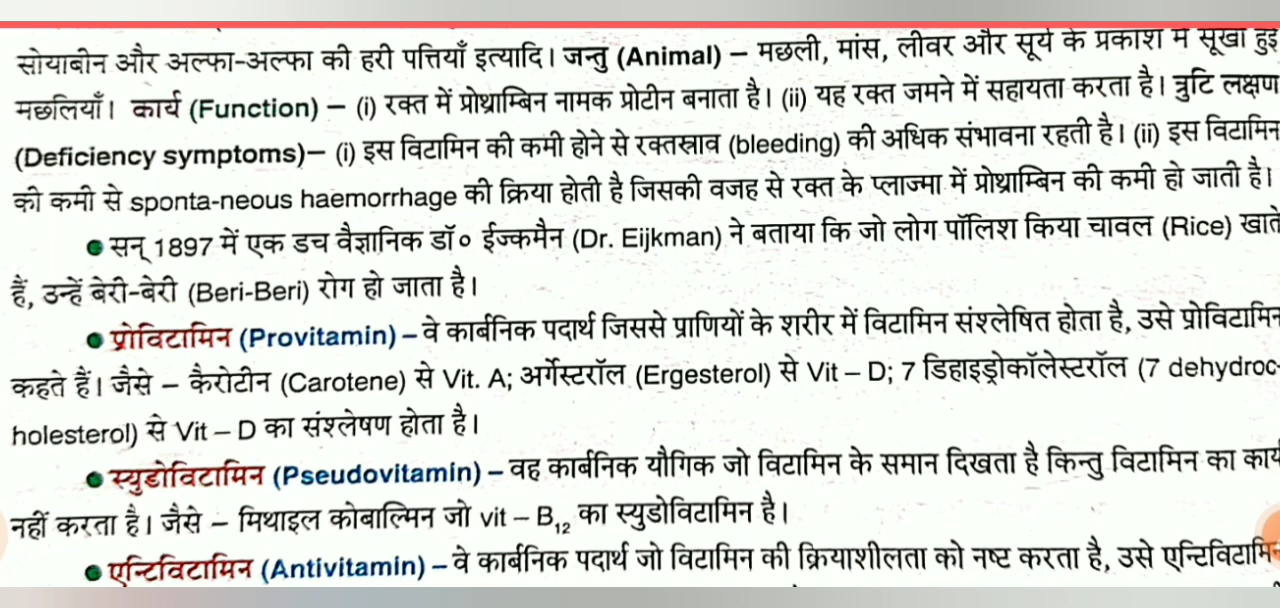 सोयाबीन और अल्फा-अल्फा की हरी पत्तियाँ इत्यादि। जन्तु (Animal) – मछली, मांस, लीवर और सूर्य के प्रकाश में सूखी हुई
मछलियाँ। कार्य (Function) – (i) रक्त में प्रोथ्राम्बिन नामक प्रोटीन बनाता है। (ii) यह रक्त जमने में सहायता करता है। त्रुटि लक्षण
(Deficiency symptoms)– (i) इस विटामिन की कमी होने से रक्तस्त्राव (bleeding) की अधिक संभावना रहती है। (ii) इस विटामिन
की कमी से sponta-neous haemorrhage की क्रिया होती है जिसकी वजह से रक्त के प्लाज्मा में प्रोथ्राम्बिन की कमी हो जाती है।
● सन् 1897 में एक डच वैज्ञानिक डॉ० ईज्कमैन (Dr. Eijkman) ने बताया कि जो लोग पॉलिश किया चावल (Rice) खाते
हैं, उन्हें बेरी-बेरी (Beri-Beri) रोग हो जाता है।
● प्रोविटामिन (Provitamin) – वे कार्बनिक पदार्थ जिससे प्राणियों के शरीर में विटामिन संश्लेषित होता है, उसे प्रोविटामिन
कहते हैं। जैसे – कैरोटीन (Carotene) से Vit. A; अर्गेस्टरॉल (Ergesterol) से Vit – D; 7 डिहाइड्रोकॉलेस्टरॉल (7 dehydroc-
holesterol) से Vit – D का संश्लेषण होता है।
● स्युडोविटामिन (Pseudovitamin) – वह कार्बनिक यौगिक जो विटामिन के समान दिखता है किन्तु विटामिन का कार्य
नहीं करता है। जैसे – मिथाइल कोबाल्मिन जो vit – B₁₂ का स्युडोविटामिन है।
● एन्टिविटामिन (Antivitamin) – वे कार्बनिक पदार्थ जो विटामिन की क्रियाशीलता को नष्ट करता है, उसे एन्टिविटामिन